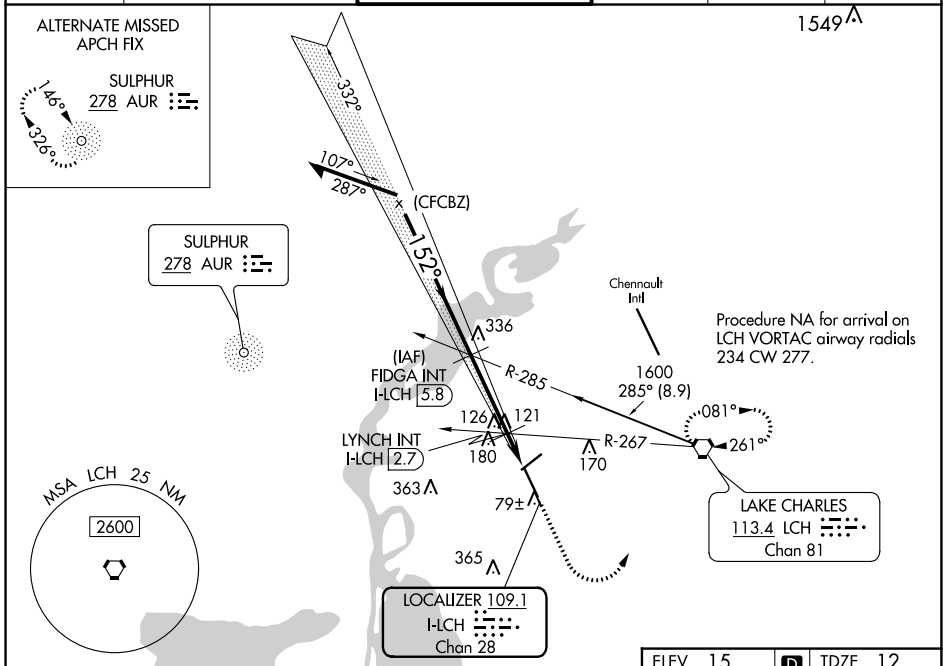 ALTERNATE MISSED
APCH FIX
SULPHUR
278 AUR
146°
326°
1549
332°
107°
287°
(CFCBZ)
152°
SULPHUR
278 AUR
Chennault
Intl
Procedure NA for arrival on
LCH VORTAC airway radials
234 CW 277.
336
(IAF)
FIDGA INT
I-LCH 5.8
R-285
1600
285° (8.9)
126
121
081°
261°
LYNCH INT
I-LCH 2.7
180
R-267
170
363
79±
MSA LCH 25 NM
2600
LAKE CHARLES
113.4 LCH
Chan 81
365
LOCALIZER 109.1
I-LCH
Chan 28
ELEV 15
D
TDZE 12